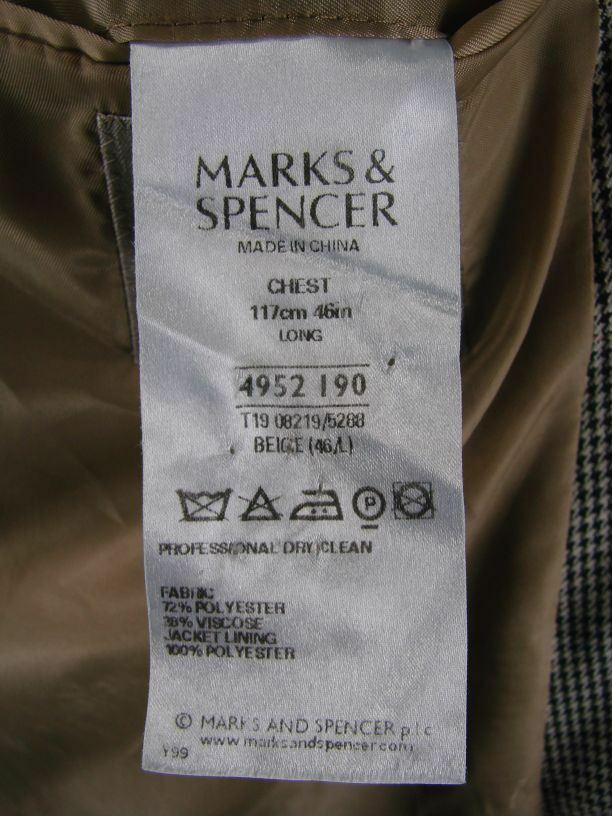 MARKS &
SPENCER
MADE IN CHINA
CHEST
117cm 46in
LONG
4952 190
T19 08219/5288
BEIGE (46/L)
P
PROFESSIONAL DRY CLEAN
FABRIC
72% POLYESTER
VISCOSE
JACKET LINING
100% POLYESTER
© MARKS AND SPENCER plc
www.marksandspencer.com
Y99